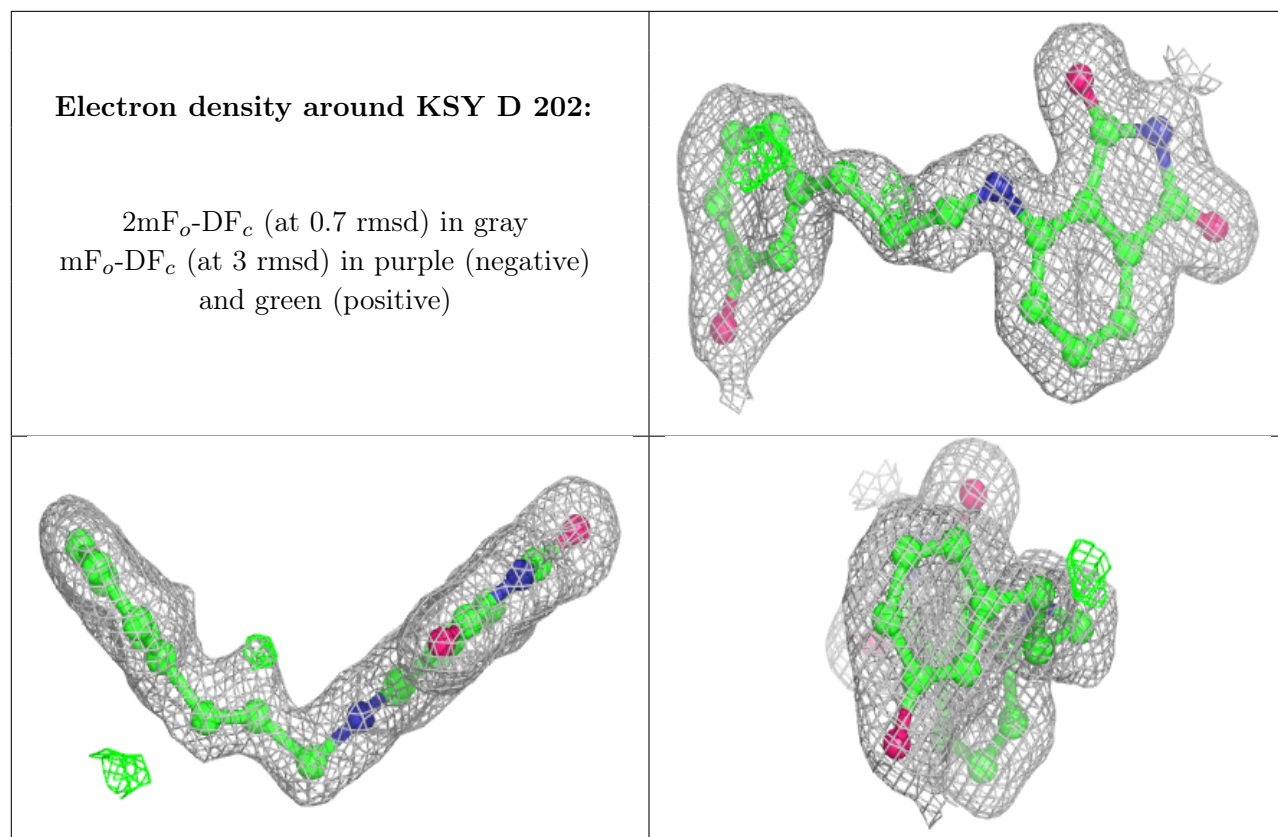 Electron density around KSY D 202:
2mFo-DFc (at 0.7 rmsd) in gray
mFo-DFc (at 3 rmsd) in purple (negative)
and green (positive)